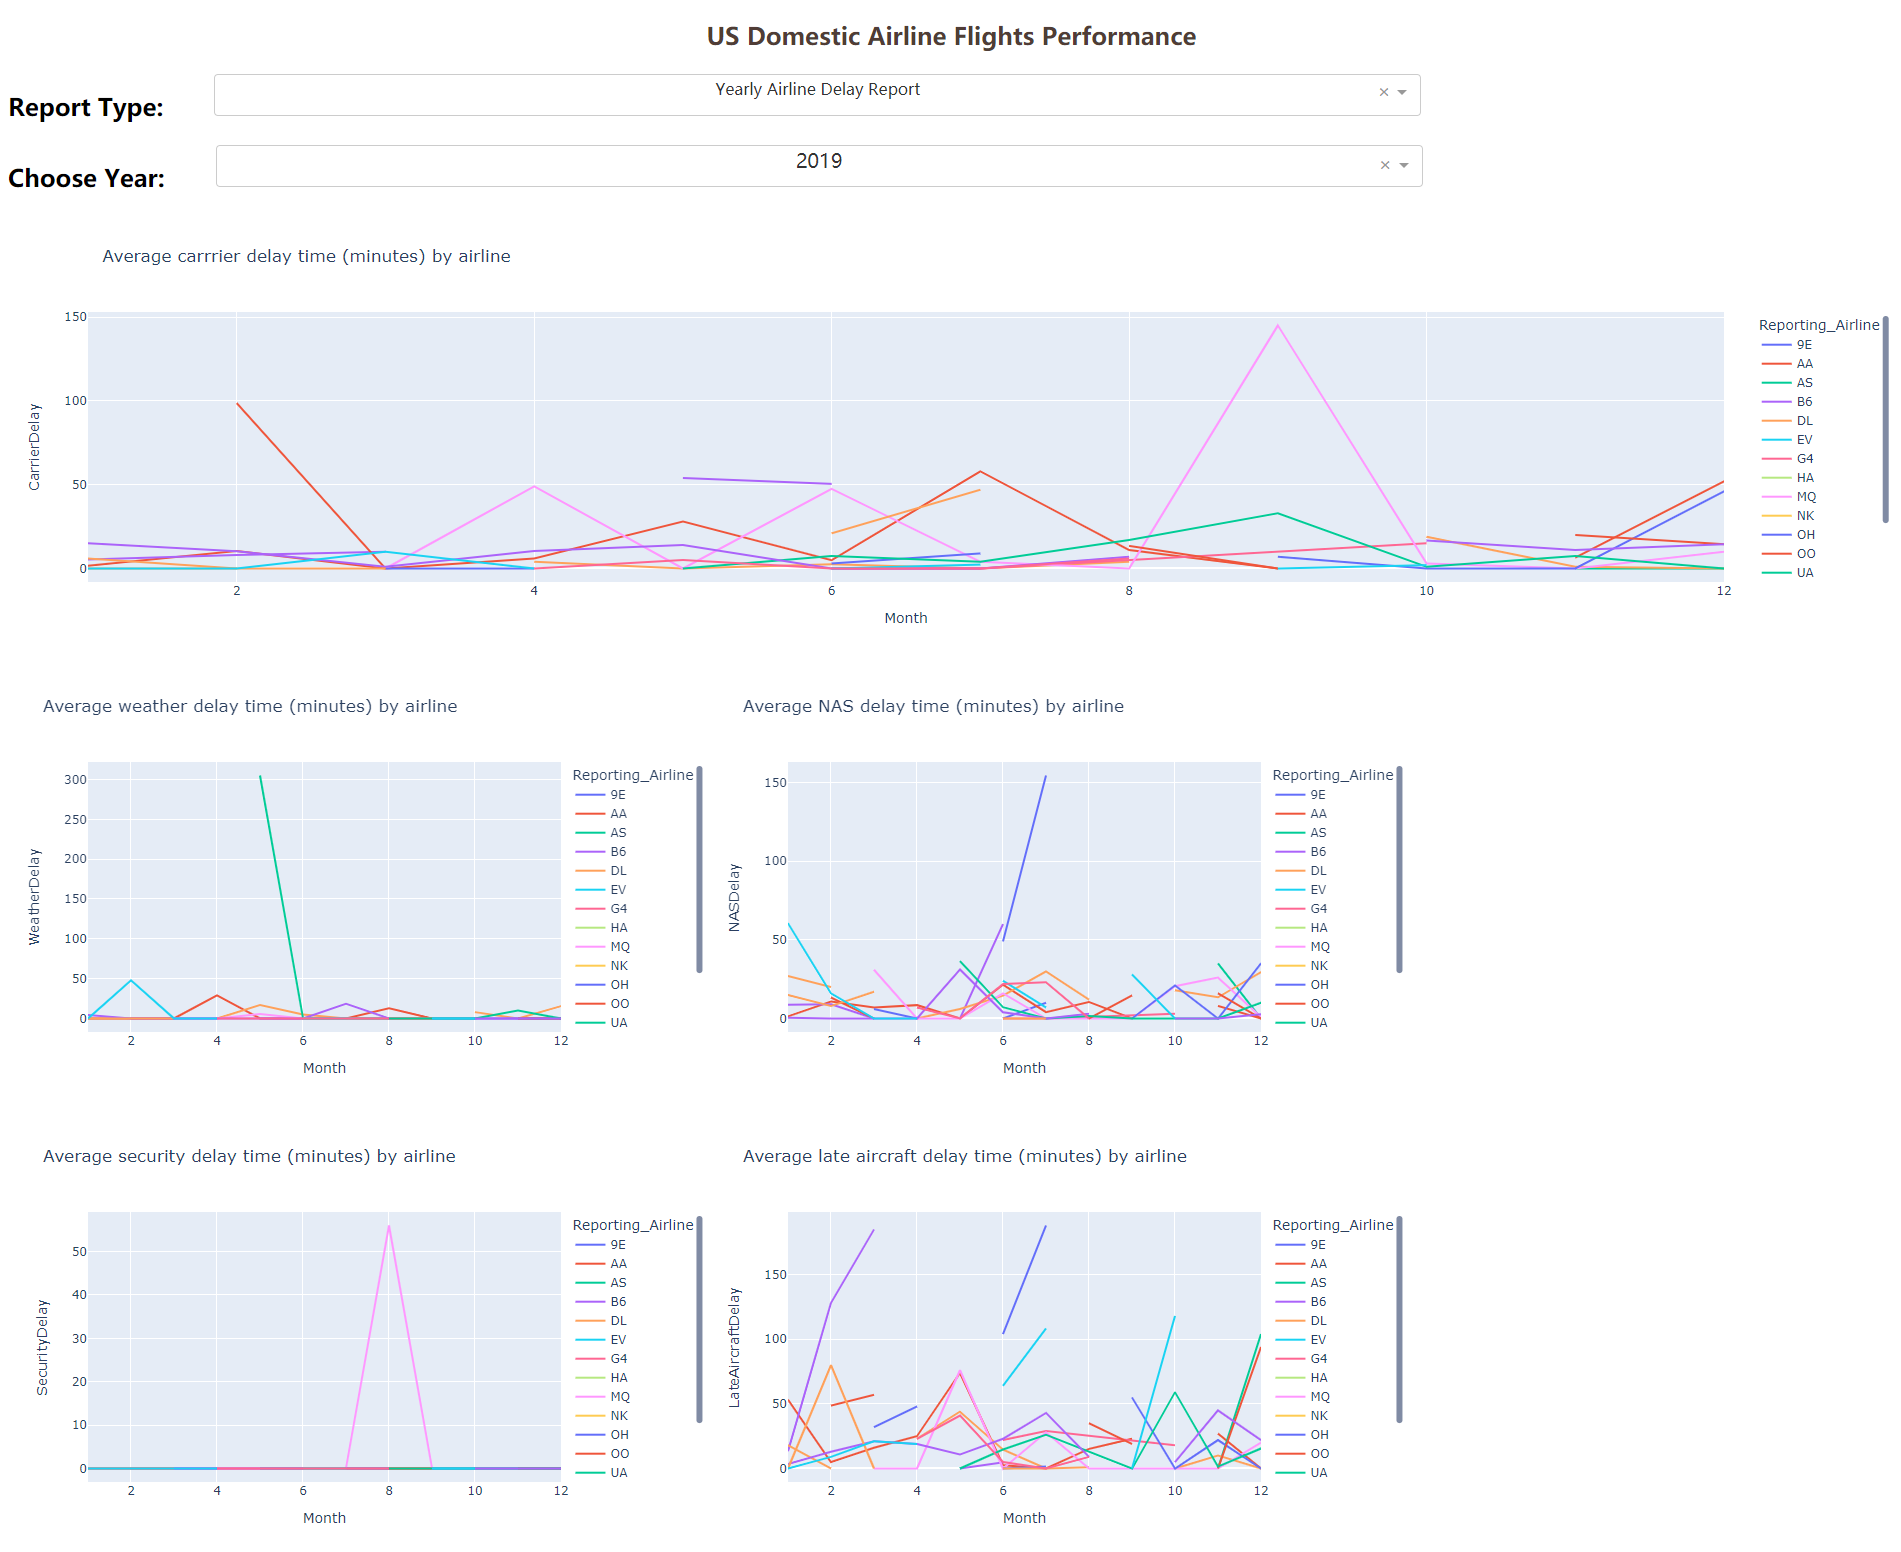 US Domestic Airline Flights Performance
Report Type:
Yearly Airline Delay Report
Choose Year:
2019
Average carrrier delay time (minutes) by airline
150
100
50
0
CarrierDelay
2 4 6 8 10 12
Month
Reporting_Airline
9E
AA
AS
B6
DL
EV
G4
HA
MQ
NK
OH
OO
UA
Average weather delay time (minutes) by airline
300
250
200
150
100
50
0
WeatherDelay
2 4 6 8 10 12
Month
Reporting_Airline
9E
AA
AS
B6
DL
EV
G4
HA
MQ
NK
OH
OO
UA
Average NAS delay time (minutes) by airline
150
100
50
0
NASDelay
2 4 6 8 10 12
Month
Reporting_Airline
9E
AA
AS
B6
DL
EV
G4
HA
MQ
NK
OH
OO
UA
Average security delay time (minutes) by airline
50
40
30
20
10
0
SecurityDelay
2 4 6 8 10 12
Month
Reporting_Airline
9E
AA
AS
B6
DL
EV
G4
HA
MQ
NK
OH
OO
UA
Average late aircraft delay time (minutes) by airline
150
100
50
0
LateAircraftDelay
2 4 6 8 10 12
Month
Reporting_Airline
9E
AA
AS
B6
DL
EV
G4
HA
MQ
NK
OH
OO
UA